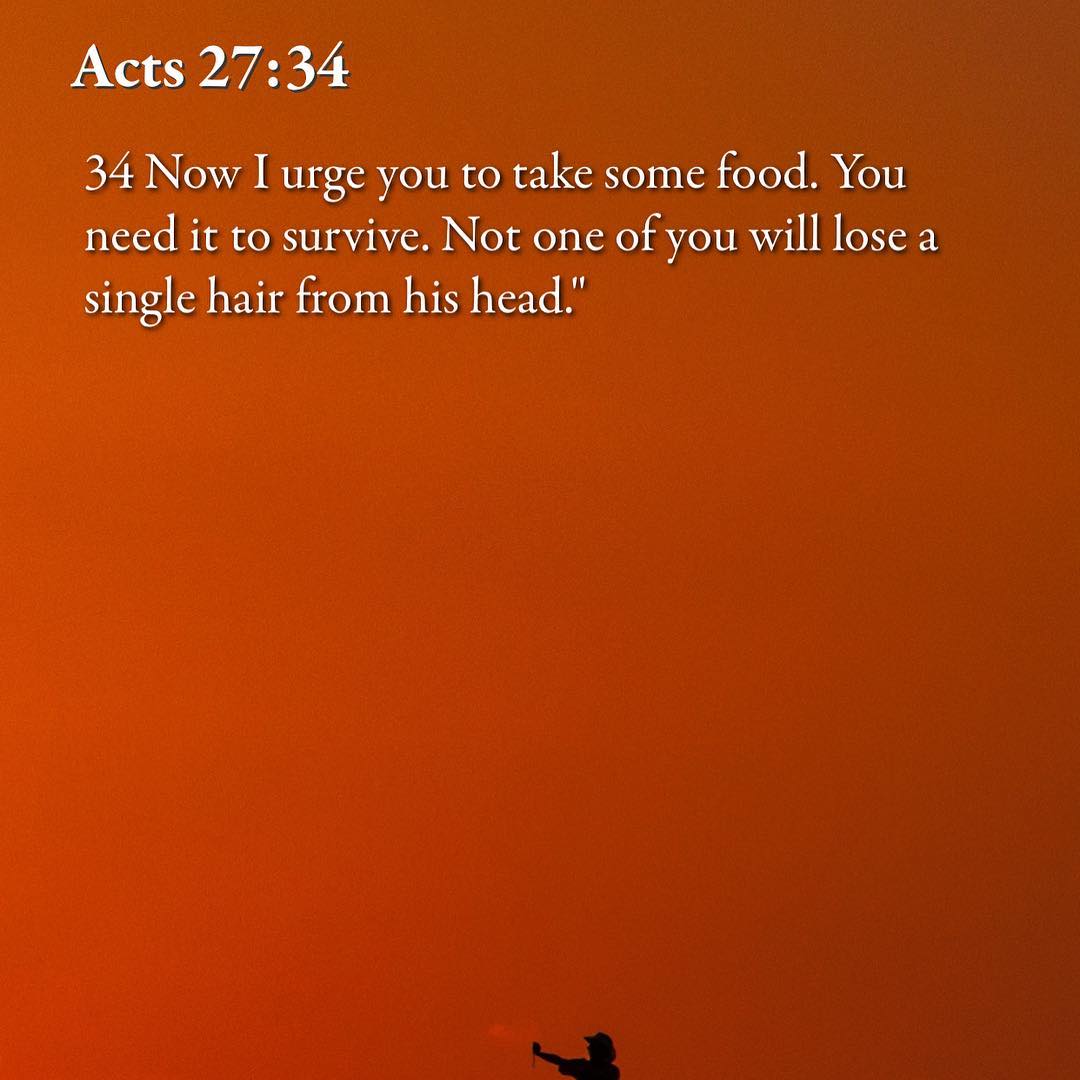 Acts 27:34
34 Now I urge you to take some food. You
need it to survive. Not one of you will lose a
single hair from his head."